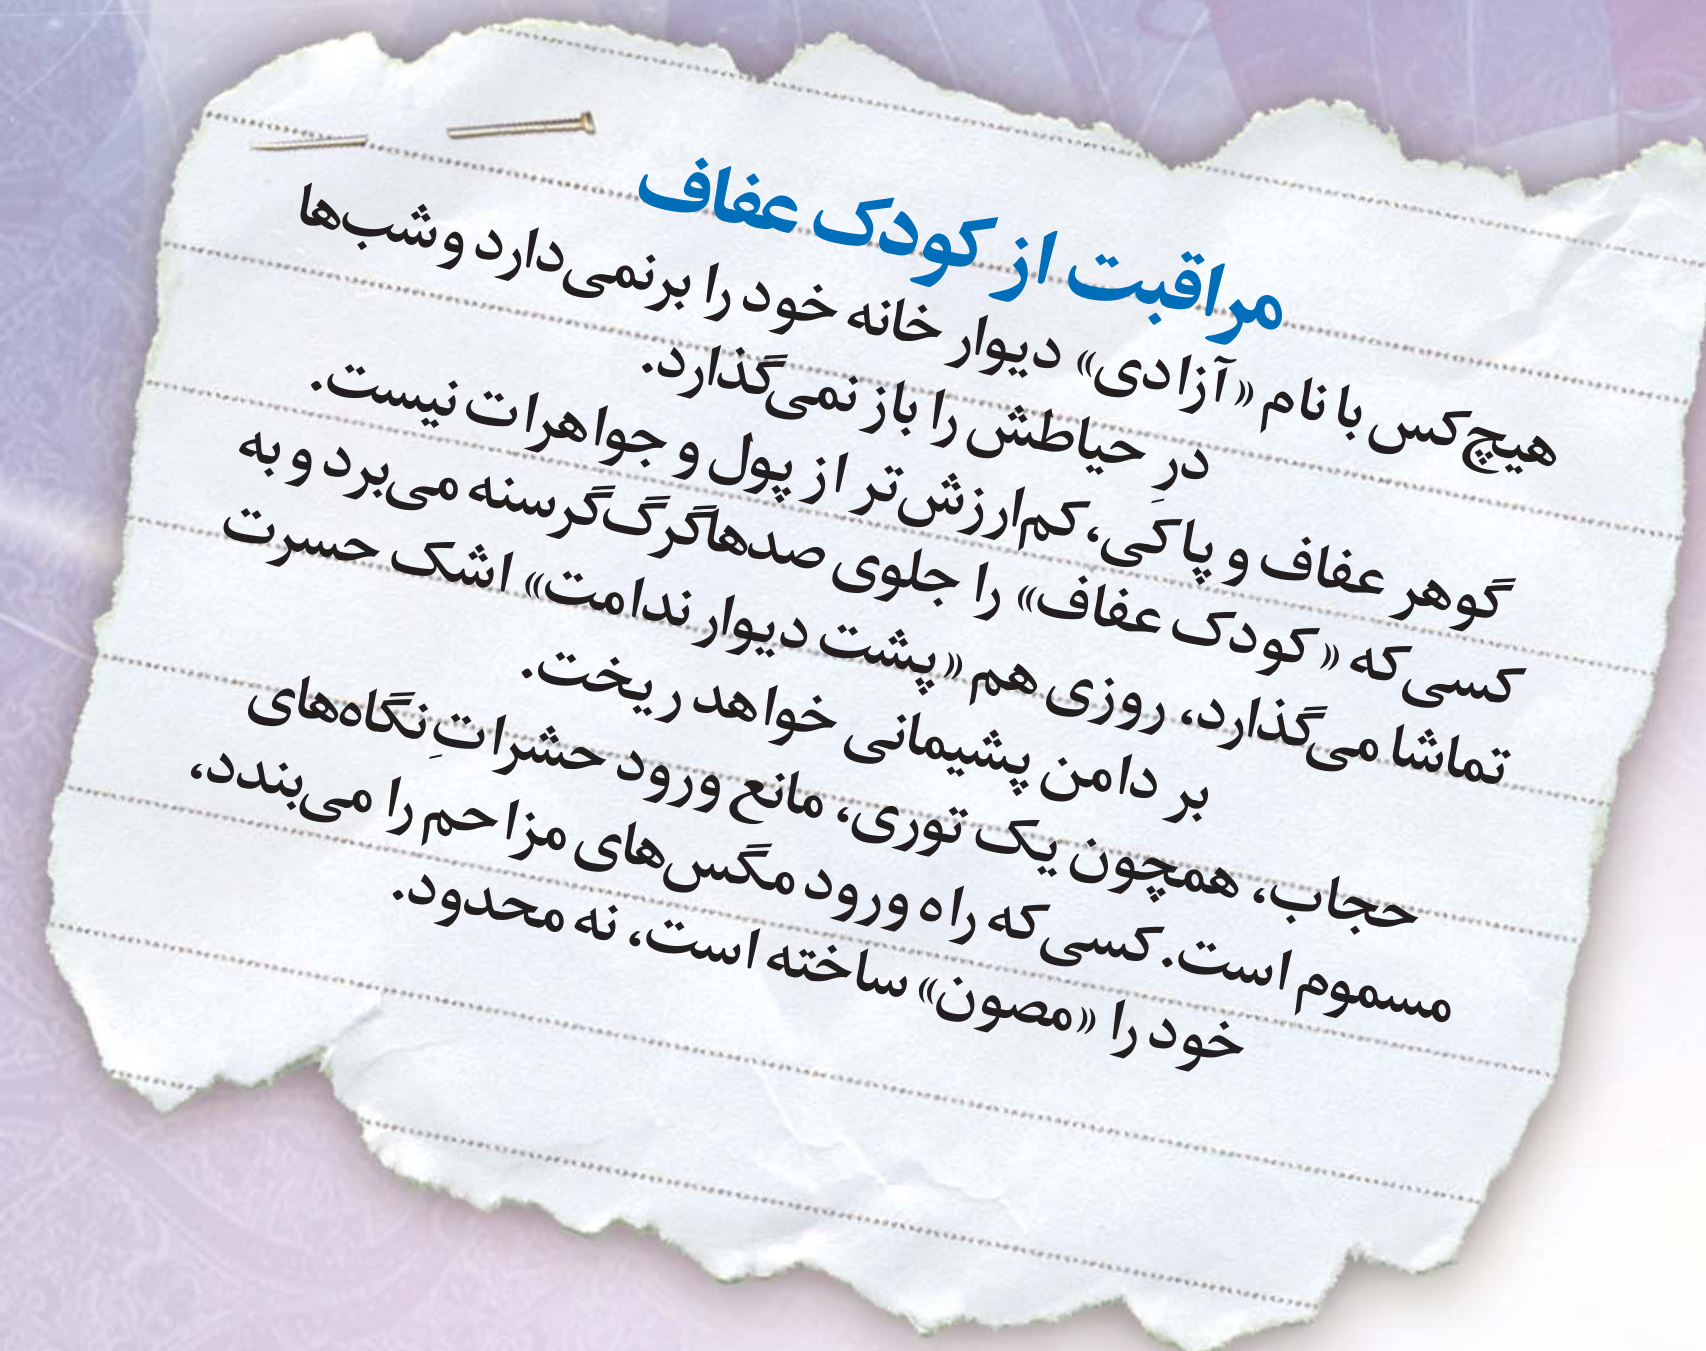 مراقبت از کودک عفاف
هیچ‌کس با نام «آزادی» دیوار خانه خود را برنمی‌دارد و شب‌ها
درِ حیاطش را باز نمی‌گذارد.
گوهر عفاف و پاکی، کم‌ارزش‌تر از پول و جواهرات نیست.
کسی‌که «کودک عفاف» را جلوی صدهاگرگ‌گرسنه می‌برد و به
تماشا می‌گذارد، روزی هم «پشت دیوار ندامت» اشک حسرت
بر دامن پشیمانی خواهد ریخت.
حجاب، همچون یک توری، مانع ورود حشراتِ‌نگاه‌های
مسموم است. کسی‌که راه ورود مگس‌های مزاحم را می‌بندد،
خود را «مصون» ساخته است، نه محدود.